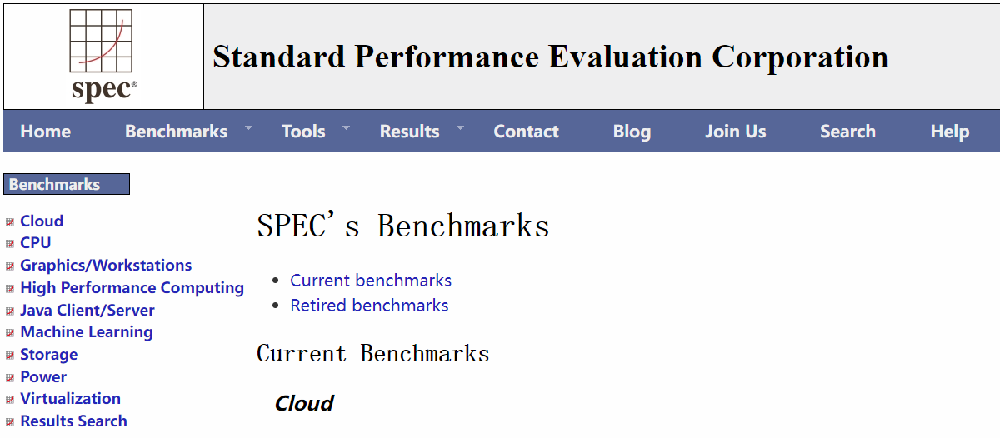 spec®
Standard Performance Evaluation Corporation
Home Benchmarks Tools Results Contact Blog Join Us Search Help
Benchmarks
Cloud
CPU
Graphics/Workstations
High Performance Computing
Java Client/Server
Machine Learning
Storage
Power
Virtualization
Results Search
SPEC's Benchmarks
Current benchmarks
Retired benchmarks
Current Benchmarks
Cloud